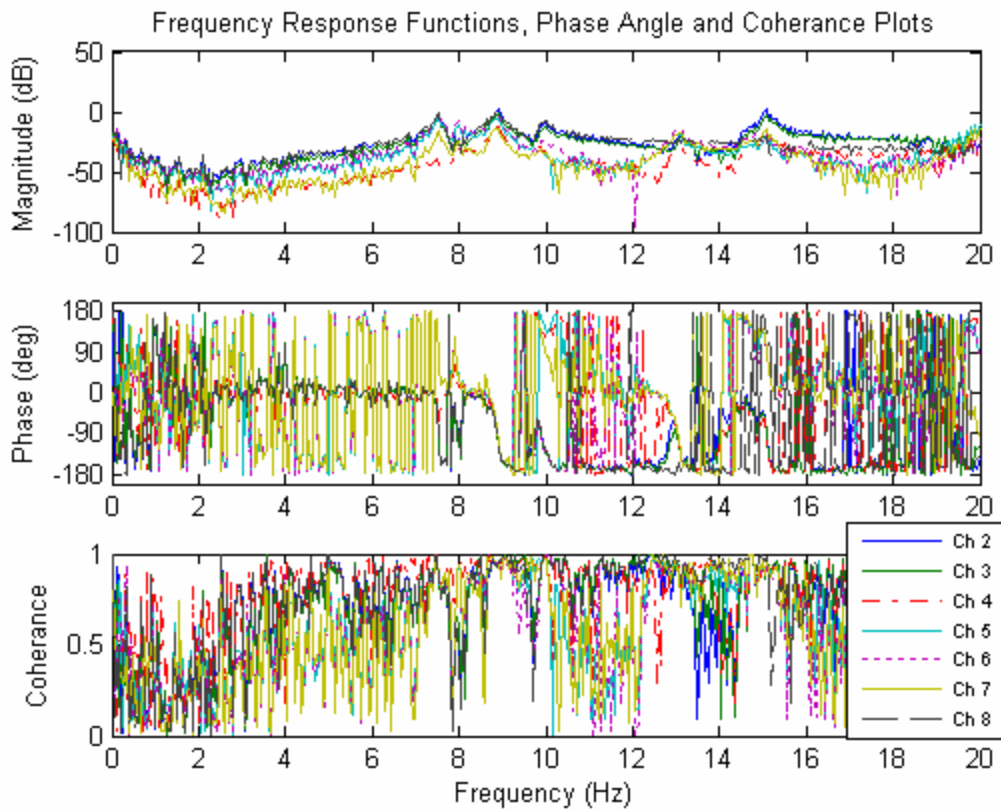 Frequency Response Functions, Phase Angle and Coherance Plots
Magnitude (dB)
50
0
-50
-100
0 2 4 6 8 10 12 14 16 18 20
Phase (deg)
180
90
0
-90
-180
0 2 4 6 8 10 12 14 16 18 20
Coherance
1
0.5
0
0 2 4 6 8 10 12 14 16 18 20
Frequency (Hz)
Ch 2
Ch 3
Ch 4
Ch 5
Ch 6
Ch 7
Ch 8